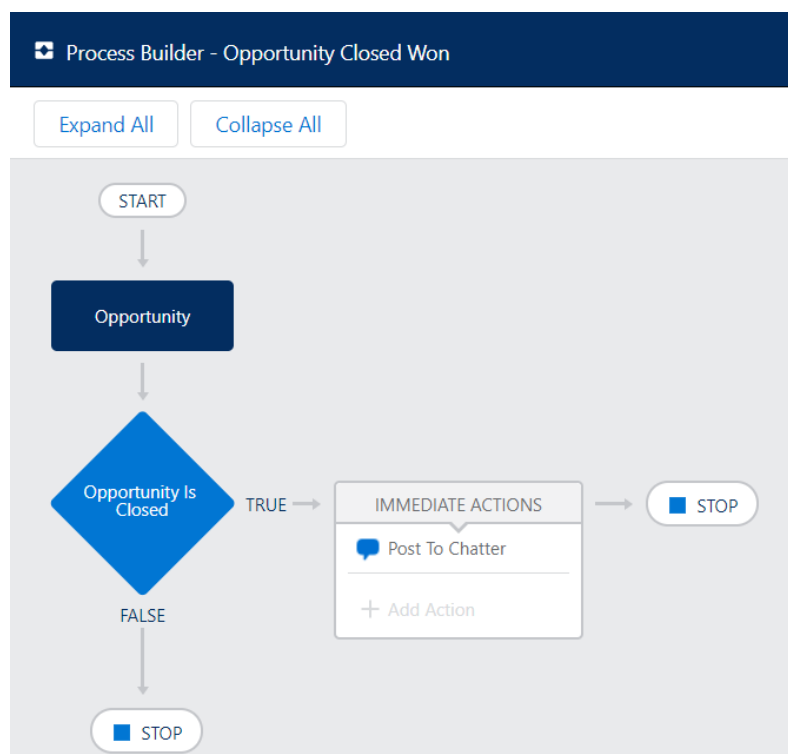 Process Builder - Opportunity Closed Won
Expand All
Collapse All
START
Opportunity
Opportunity Is
Closed
TRUE
IMMEDIATE ACTIONS
STOP
Post To Chatter
+ Add Action
FALSE
STOP